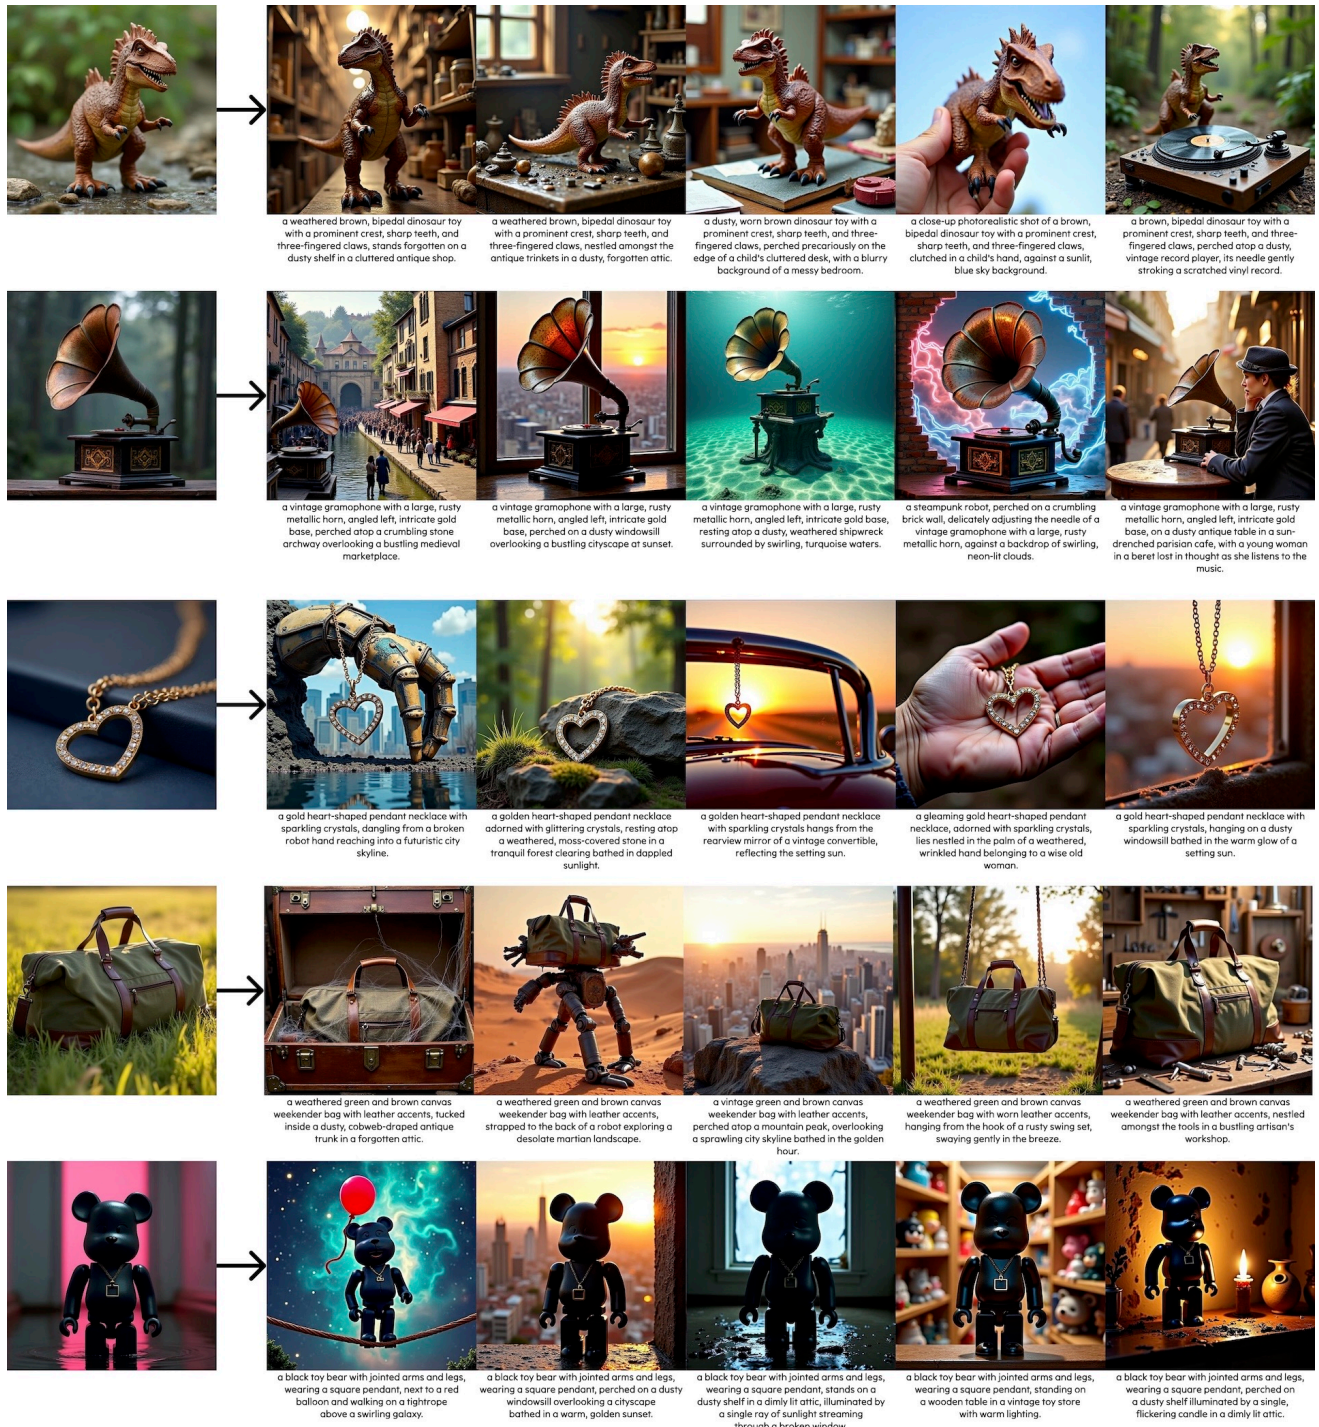 a weathered brown, bipedal dinosaur toy
with a prominent crest, sharp teeth, and
three-fingered claws, stands forgotten on a
dusty shelf in a cluttered antique shop.
a weathered brown, bipedal dinosaur toy
with a prominent crest, sharp teeth, and
three-fingered claws, nestled amongst the
antique trinkets in a dusty, forgotten attic.
a dusty, worn brown dinosaur toy with a
prominent crest, sharp teeth, and three-
fingered claws, perched precariously on the
edge of a child's cluttered desk, with a blurry
background of a messy bedroom.
a close-up photorealistic shot of a brown,
bipedal dinosaur toy with a prominent crest,
sharp teeth, and three-fingered claws,
clutched in a child's hand, against a sunlit,
blue sky background.
a brown, bipedal dinosaur toy with a
prominent crest, sharp teeth, and three-
fingered claws, perched atop a dusty,
vintage record player, its needle gently
stroking a scratched vinyl record.
a vintage gramophone with a large, rusty
metallic horn, angled left, intricate gold
base, perched atop a crumbling stone
archway overlooking a bustling medieval
marketplace.
a vintage gramophone with a large, rusty
metallic horn, angled left, intricate gold
base, perched on a dusty windowsill
overlooking a bustling cityscape at sunset.
a vintage gramophone with a large, rusty
metallic horn, angled left, intricate gold base,
resting atop a dusty, weathered shipwreck
surrounded by swirling, turquoise waters.
a steampunk robot, perched on a crumbling
brick wall, delicately adjusting the needle of a
vintage gramophone with a large, rusty
metallic horn, against a backdrop of swirling,
neon-lit clouds.
a vintage gramophone with a large, rusty
metallic horn, angled left, intricate gold
base, on a dusty antique table in a sun-
drenched parisian cafe, with a young woman
in a beret lost in thought as she listens to the
music.
a gold heart-shaped pendant necklace with
sparkling crystals, dangling from a broken
robot hand reaching into a futuristic city
skyline.
a golden heart-shaped pendant necklace
adorned with glittering crystals, resting atop
a weathered, moss-covered stone in a
tranquil forest clearing bathed in dappled
sunlight.
a golden heart-shaped pendant necklace
with sparkling crystals hangs from the
rearview mirror of a vintage convertible,
reflecting the setting sun.
a gleaming gold heart-shaped pendant
necklace, adorned with sparkling crystals,
lies nestled in the palm of a weathered,
wrinkled hand belonging to a wise old
woman.
a gold heart-shaped pendant necklace with
sparkling crystals, hanging on a dusty
windowsill bathed in the warm glow of a
setting sun.
a weathered green and brown canvas
weekender bag with leather accents, tucked
inside a dusty, cobweb-draped antique
trunk in a forgotten attic.
a weathered green and brown canvas
weekender bag with leather accents,
strapped to the back of a robot exploring a
desolate martian landscape.
a vintage green and brown canvas
weekender bag with leather accents,
perched atop a mountain peak, overlooking
a sprawling city skyline bathed in the golden
hour.
a weathered green and brown canvas
weekender bag with worn leather accents,
hanging from the hook of a rusty swing set,
swaying gently in the breeze.
a weathered green and brown canvas
weekender bag with leather accents, nestled
amongst the tools in a bustling artisan's
workshop.
a black toy bear with jointed arms and legs,
wearing a square pendant, next to a red
balloon and walking on a tightrope
above a swirling galaxy.
a black toy bear with jointed arms and legs,
wearing a square pendant, perched on a dusty
windowsill overlooking a cityscape
bathed in a warm, golden sunset.
a black toy bear with jointed arms and legs,
wearing a square pendant, stands on a
dusty shelf in a dimly lit attic, illuminated by
a single ray of sunlight streaming
through a broken window.
a black toy bear with jointed arms and legs,
wearing a square pendant, standing on
a wooden table in a vintage toy store
with warm lighting.
a black toy bear with jointed arms and legs,
wearing a square pendant, perched on
a dusty shelf illuminated by a single,
flickering candle in a dimly lit attic.